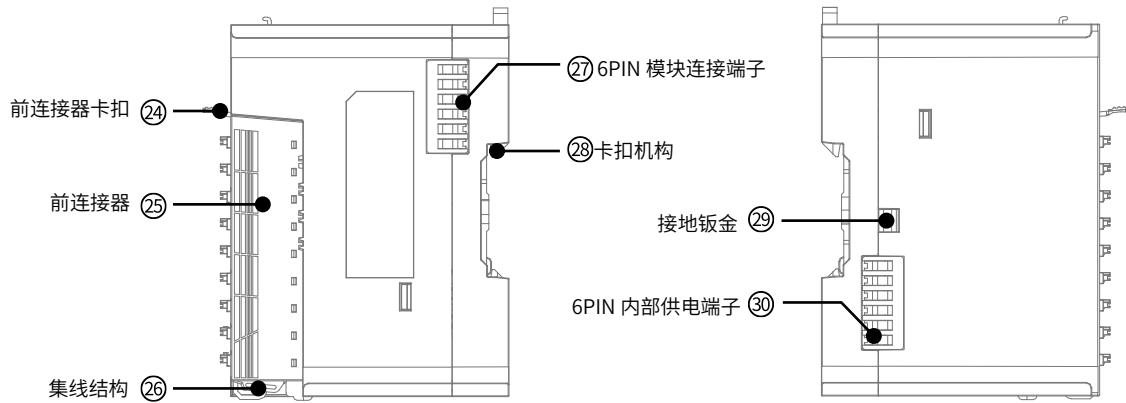 ㉗ 6PIN 模块连接端子
前连接器卡扣 ㉔
㉘ 卡扣机构
前连接器 ㉕
接地钣金 ㉙
6PIN 内部供电端子 ㉚
集线结构 ㉖